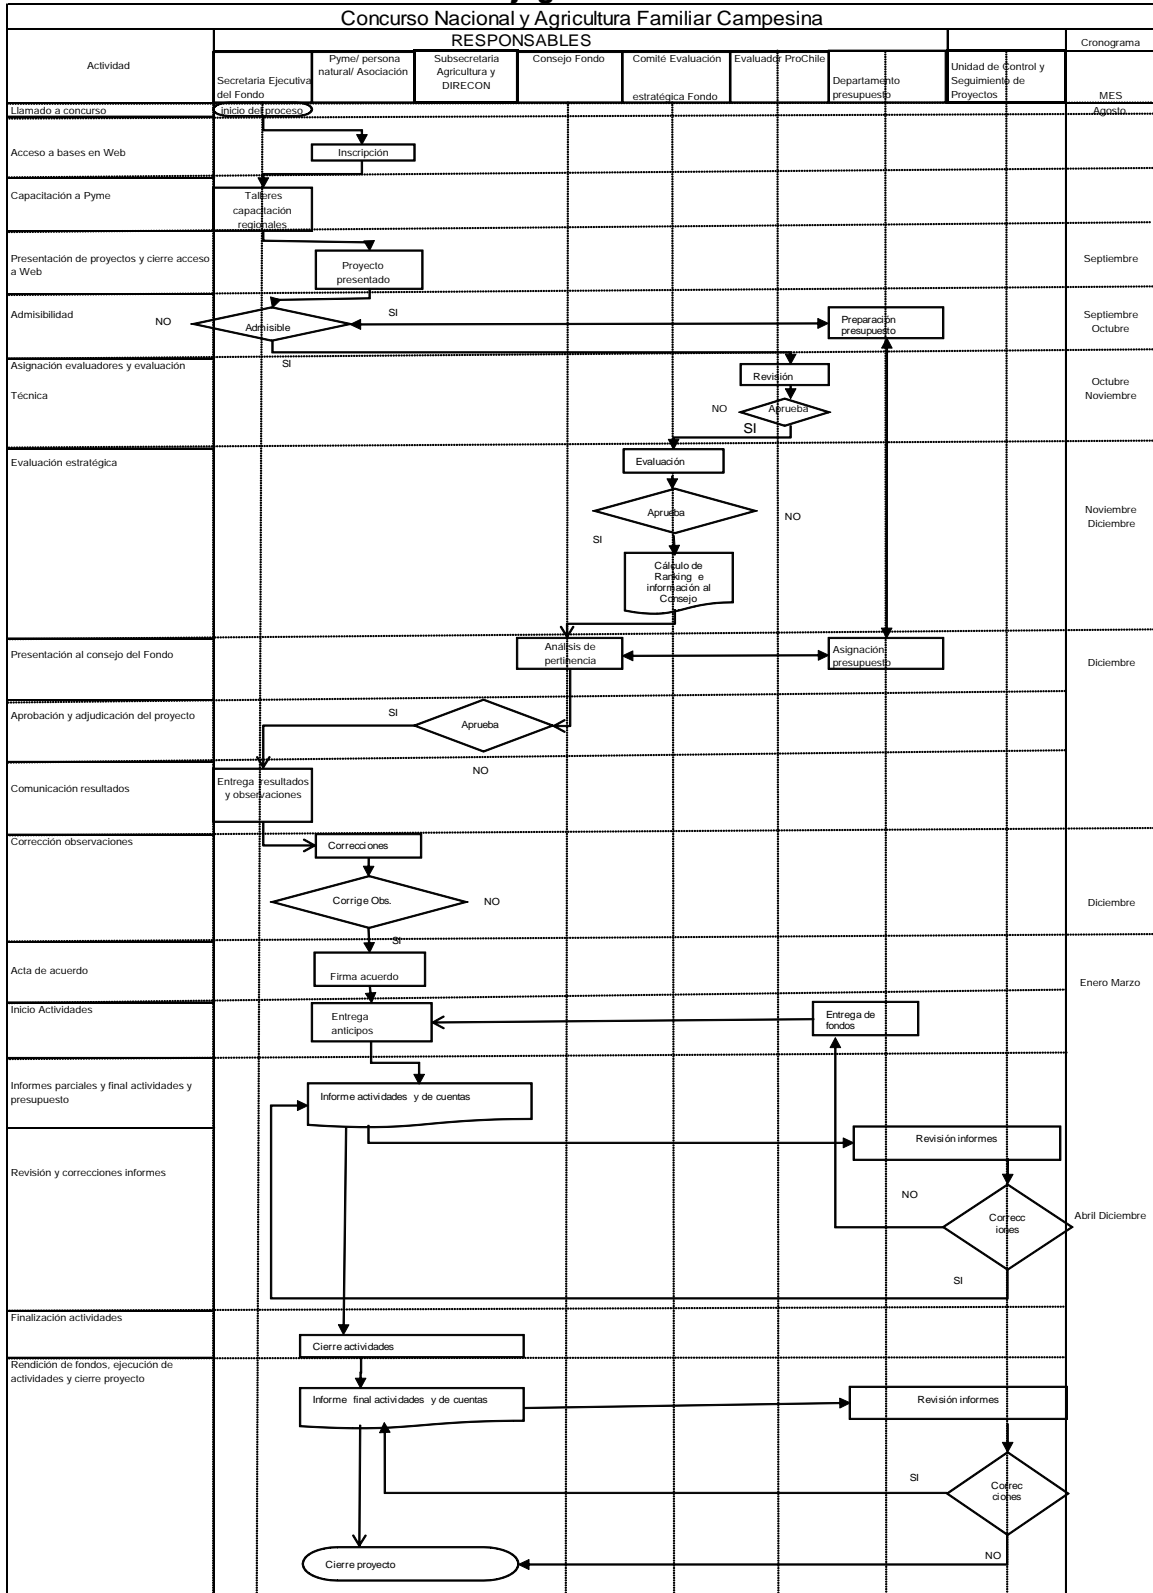 Concurso Nacional y Agricultura Familiar Campesina
RESPONSABLES
Cronograma
Actividad
Secretaria Ejecutiva
del Fondo
Pyme/ persona
natural/ Asociación
Subsecretaria
Agricultura y
DIRECON
Consejo Fondo
Comité Evaluación
estratégica Fondo
Evaluador ProChile
Departamento
presupuesto
Unidad de Control y
Seguimiento de
Proyectos
MES
Llamado a concurso
inicio del proceso
Agosto
Acceso a bases en Web
Inscripción
Capacitación a Pyme
Talleres
capacitación
regionales
Presentación de proyectos y cierre acceso
a Web
Proyecto
presentado
Septiembre
Admisibilidad
NO
Admisible
SI
Preparación
presupuesto
Septiembre
Octubre
SI
Asignación evaluadores y evaluación
Técnica
Revisión
Octubre
Noviembre
NO
Aprueba
SI
Evaluación estratégica
Evaluación
Aprueba
NO
Noviembre
Diciembre
SI
Cálculo de
Ranking e
información al
Consejo
Presentación al consejo del Fondo
Análisis de
pertinencia
Asignación
presupuesto
Diciembre
Aprobación y adjudicación del proyecto
SI
Aprueba
NO
Comunicación resultados
Entrega resultados
y observaciones
Corrección observaciones
Correcciones
Corrige Obs.
NO
Diciembre
SI
Acta de acuerdo
Firma acuerdo
Enero Marzo
Inicio Actividades
Entrega
anticipos
Entrega de
fondos
Informes parciales y final actividades y
presupuesto
Informe actividades y de cuentas
Revisión informes
Revisión y correcciones informes
NO
Correcc
iones
Abril Diciembre
SI
Finalización actividades
Cierre actividades
Rendición de fondos, ejecución de
actividades y cierre proyecto
Informe final actividades y de cuentas
Revisión informes
SI
Correc
ciones
NO
Cierre proyecto